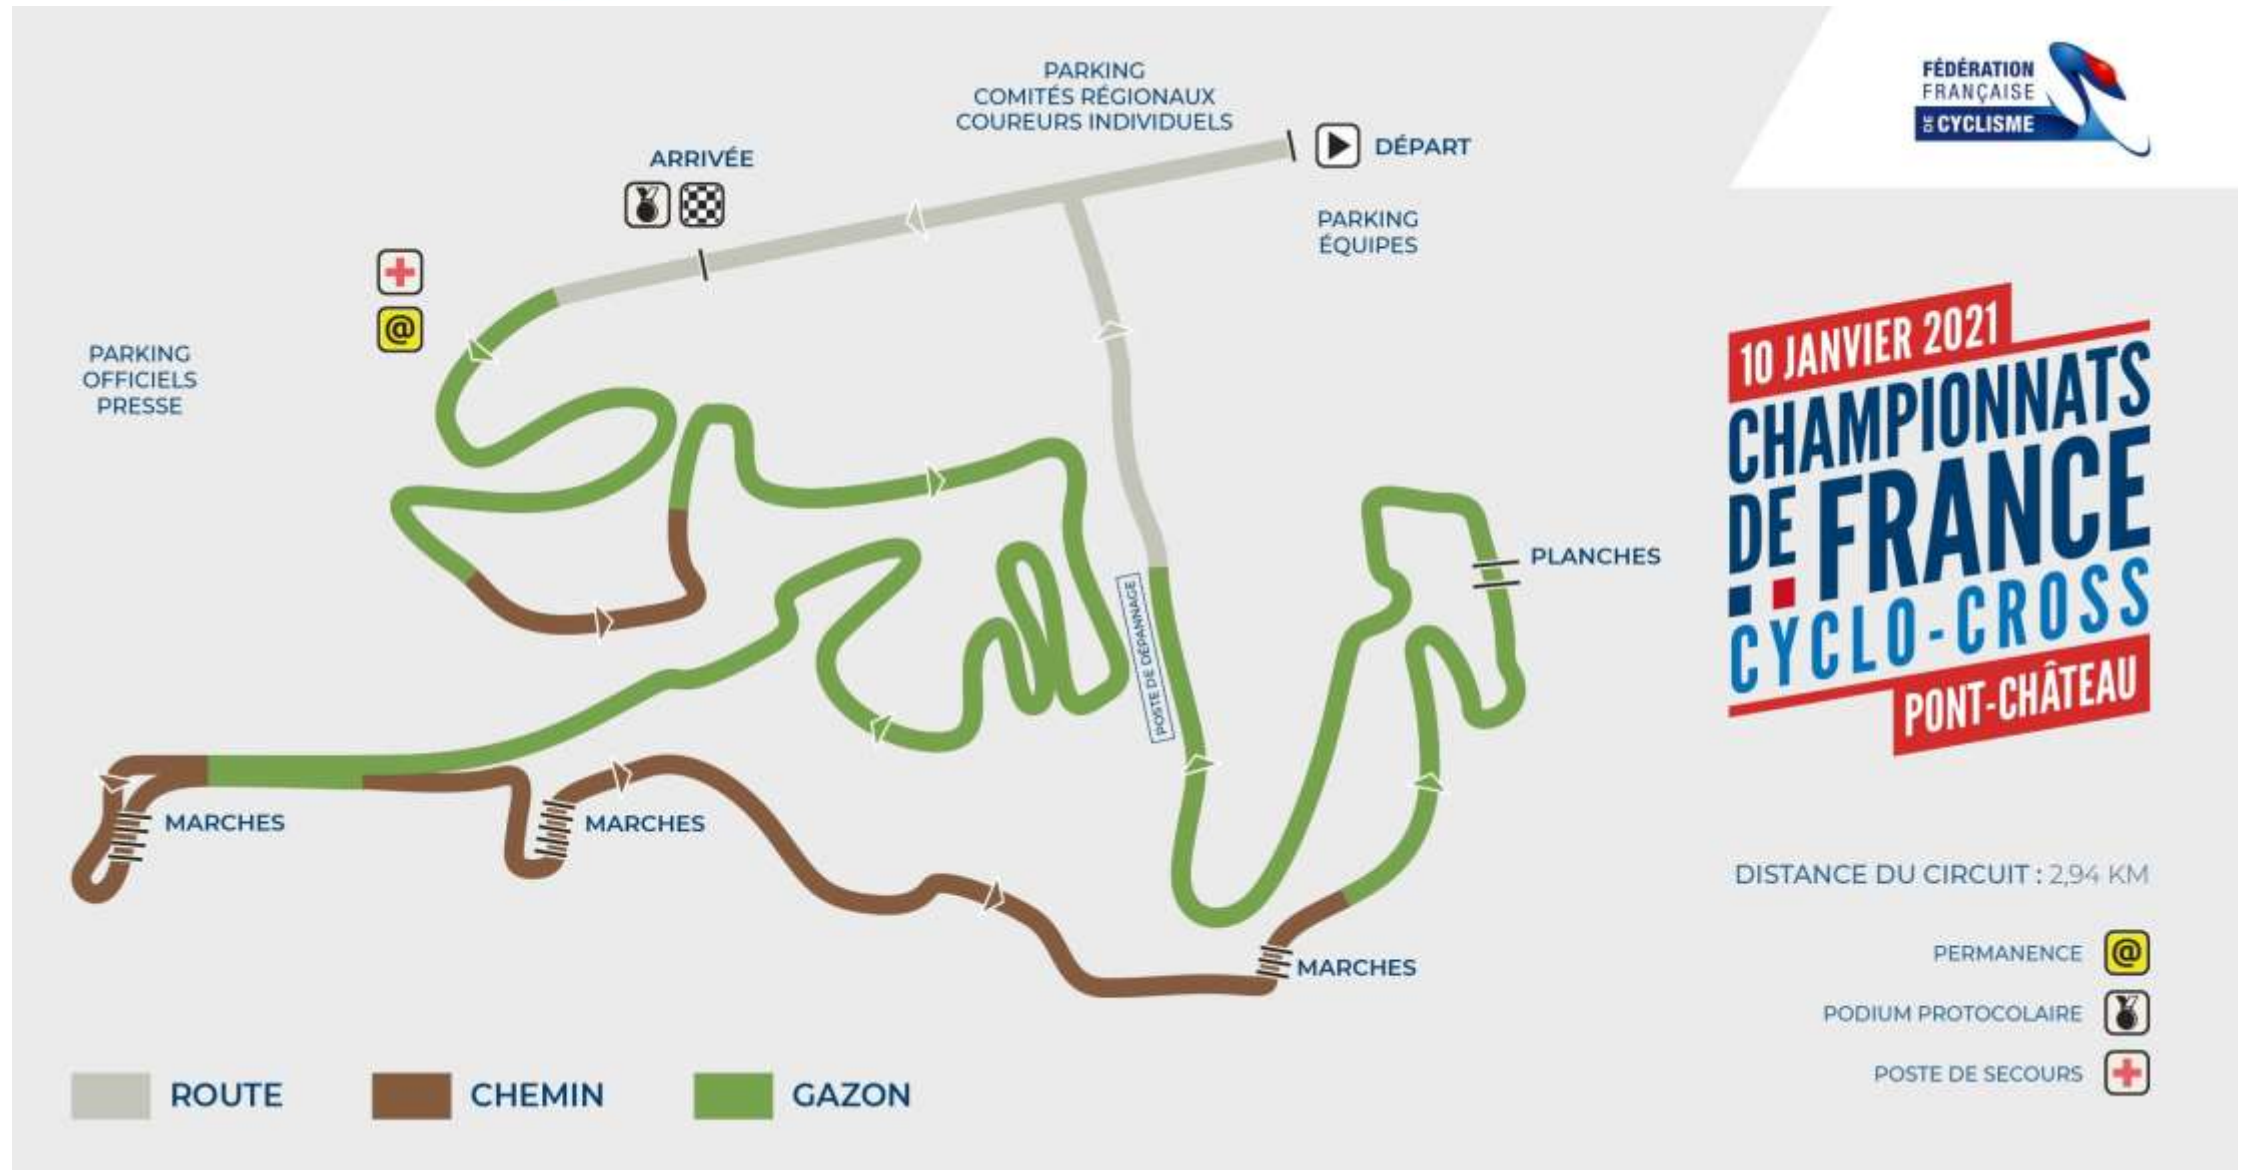 PARKING
COMITÉS RÉGIONAUX
COUREURS INDIVIDUELS
FÉDÉRATION
FRANÇAISE
DE CYCLISME
ARRIVÉE
DÉPART
PARKING
ÉQUIPES
@
PARKING
OFFICIELS
PRESSE
10 JANVIER 2021
CHAMPIONNATS
DE FRANCE
CYCLO-CROSS
PONT-CHÂTEAU
PLANCHES
POSTE DE DÉPANNAGE
MARCHES
MARCHES
MARCHES
DISTANCE DU CIRCUIT : 2,94 KM
PERMANENCE @
PODIUM PROTOCOLAIRE
POSTE DE SECOURS
ROUTE
CHEMIN
GAZON